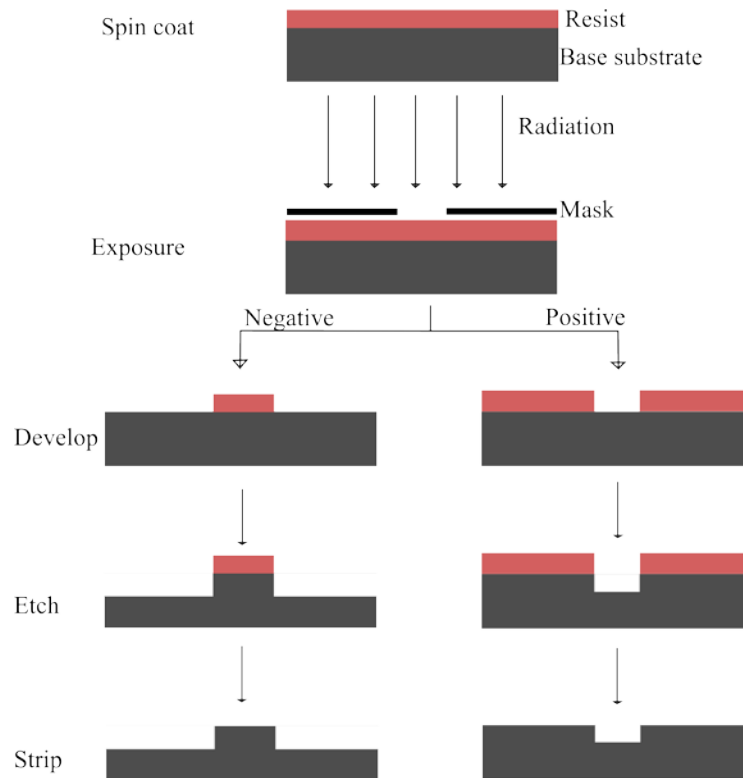 Spin coat
Resist
Base substrate
Radiation
Mask
Exposure
Negative
Positive
Develop
Etch
Strip